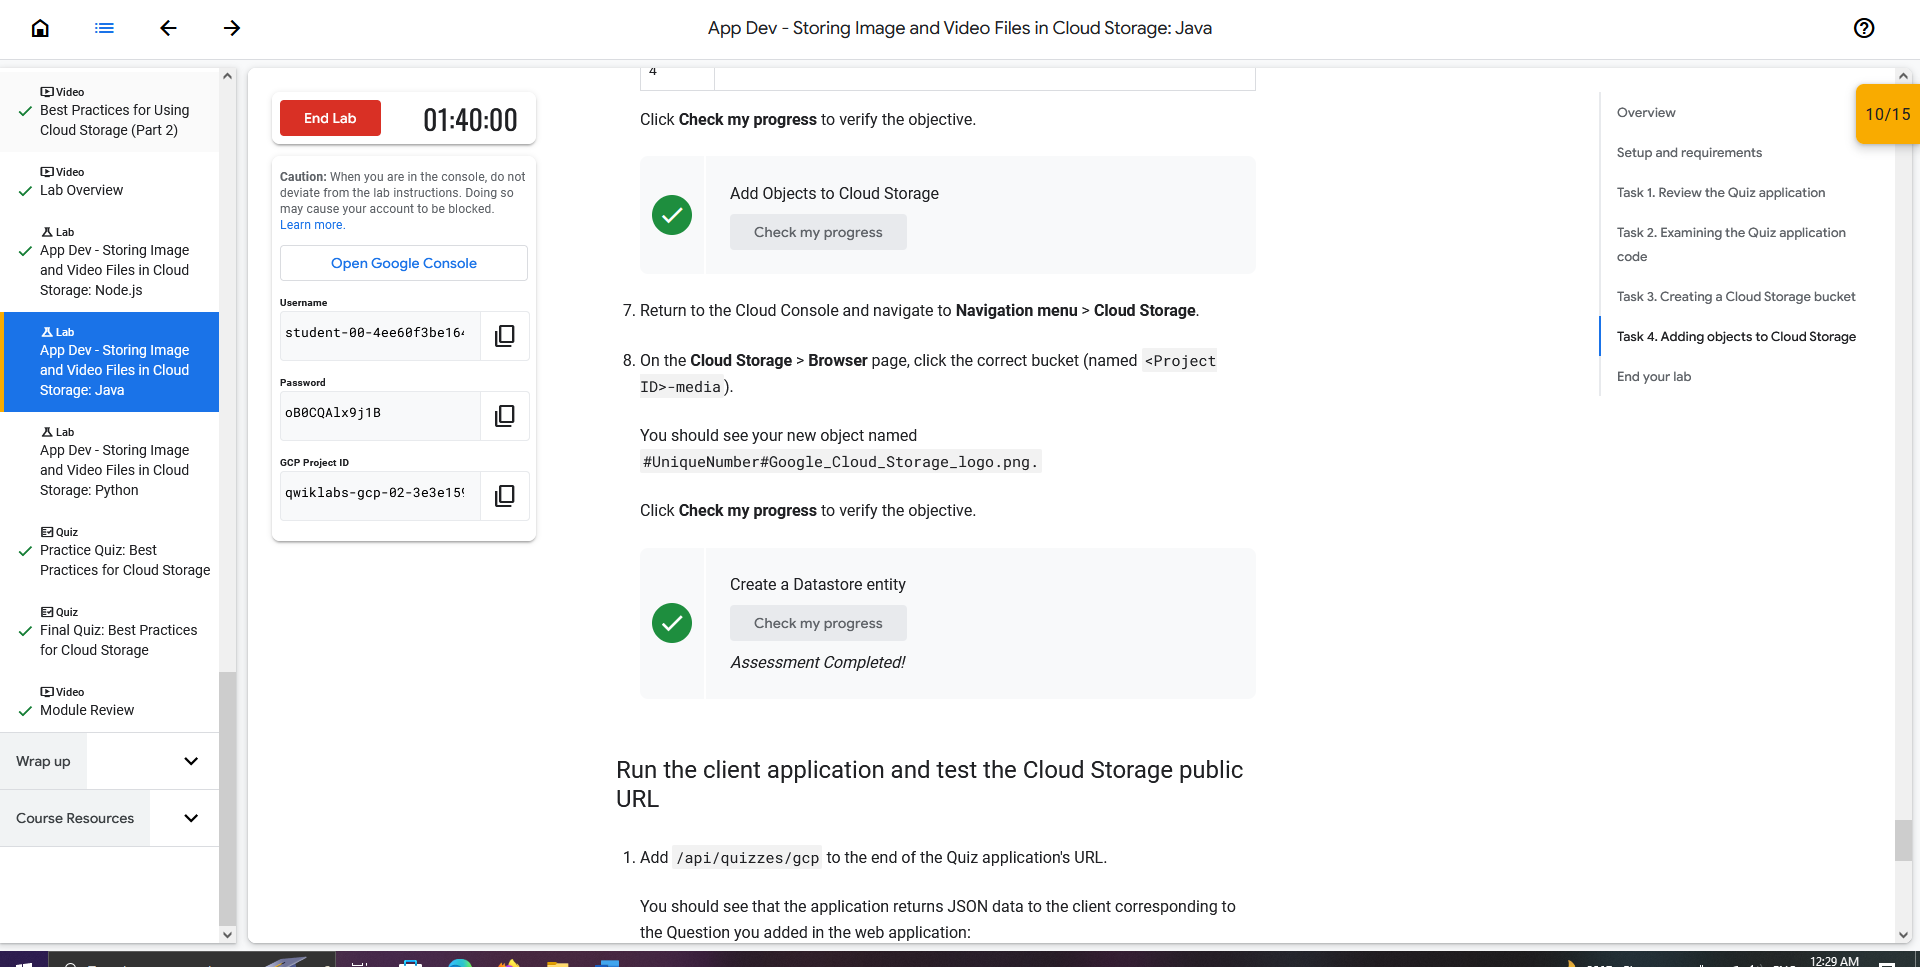 App Dev - Storing Image and Video Files in Cloud Storage: Java
Video
Best Practices for Using
Cloud Storage (Part 2)
Video
Lab Overview
Lab
App Dev - Storing Image
and Video Files in Cloud
Storage: Node.js
Lab
App Dev - Storing Image
and Video Files in Cloud
Storage: Java
Lab
App Dev - Storing Image
and Video Files in Cloud
Storage: Python
Quiz
Practice Quiz: Best
Practices for Cloud Storage
Quiz
Final Quiz: Best Practices
for Cloud Storage
Video
Module Review
Wrap up
Course Resources
End Lab
01:40:00
Caution: When you are in the console, do not
deviate from the lab instructions. Doing so
may cause your account to be blocked.
Learn more.
Open Google Console
Username
student-00-4ee60f3be164
Password
oB0CQAlx9j1B
GCP Project ID
qwiklabs-gcp-02-3e3e159
4
Click Check my progress to verify the objective.
Add Objects to Cloud Storage
Check my progress
7. Return to the Cloud Console and navigate to Navigation menu > Cloud Storage.
8. On the Cloud Storage > Browser page, click the correct bucket (named <Project
ID>-media).
You should see your new object named
#UniqueNumber#Google_Cloud_Storage_logo.png.
Click Check my progress to verify the objective.
Create a Datastore entity
Check my progress
Assessment Completed!
Run the client application and test the Cloud Storage public
URL
1. Add /api/quizzes/gcp to the end of the Quiz application's URL.
You should see that the application returns JSON data to the client corresponding to
the Question you added in the web application:
Overview
Setup and requirements
Task 1. Review the Quiz application
Task 2. Examining the Quiz application
code
Task 3. Creating a Cloud Storage bucket
Task 4. Adding objects to Cloud Storage
End your lab
10/15
12:29 AM